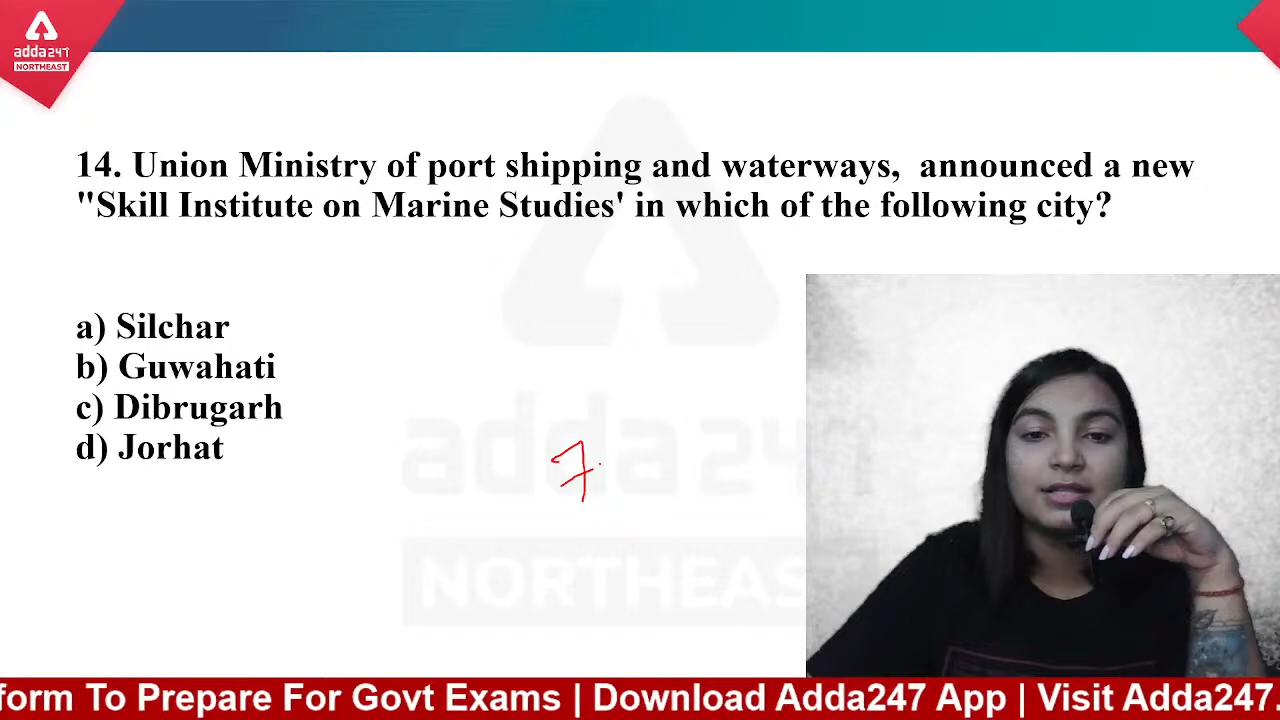 adda247
NORTHEAST
14. Union Ministry of port shipping and waterways,  announced a new
"Skill Institute on Marine Studies' in which of the following city?
a) Silchar
b) Guwahati
c) Dibrugarh
d) Jorhat
7
adda247
NORTHEAST
form To Prepare For Govt Exams | Download Adda247 App | Visit Adda247.